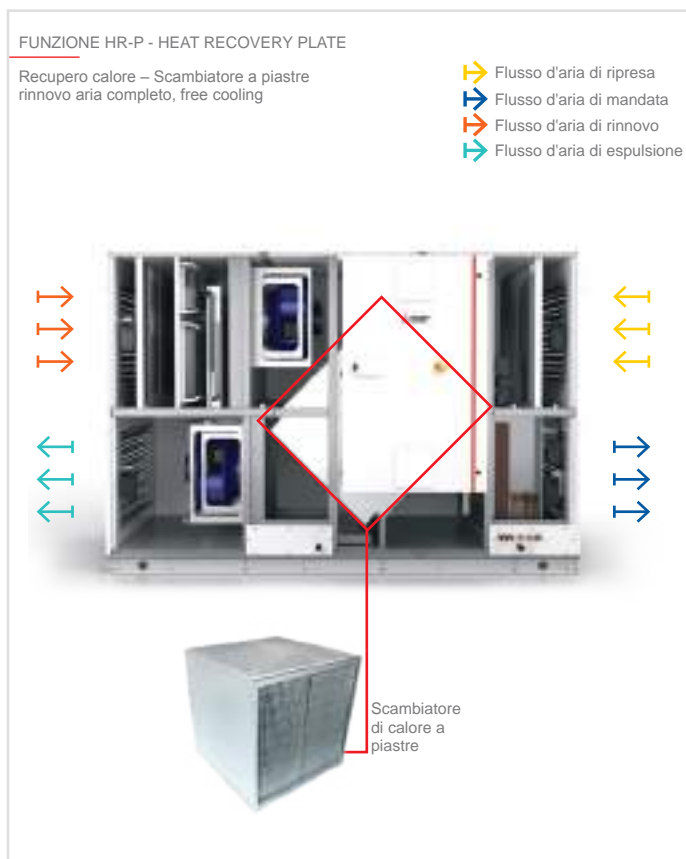 FUNZIONE HR-P - HEAT RECOVERY PLATE
Recupero calore – Scambiatore a piastre
rinnovo aria completo, free cooling
Flusso d'aria di ripresa
Flusso d'aria di mandata
Flusso d'aria di rinnovo
Flusso d'aria di espulsione
Scambiatore
di calore a
piastre